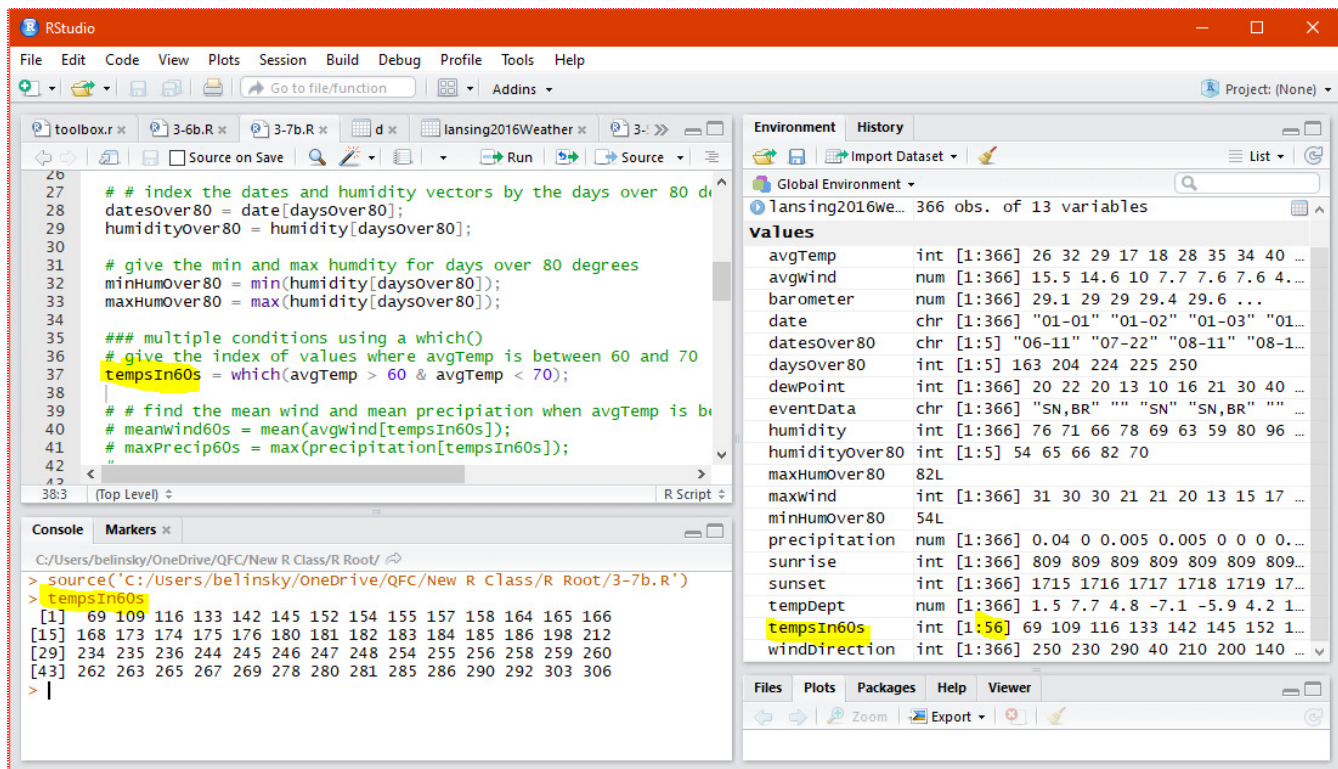 RStudio
File Edit Code View Plots Session Build Debug Profile Tools Help
Go to file/function Addins Project: (None)
toolbox.r 3-6b.R 3-7b.R d lansing2016Weather
Source on Save Run Source
26
27 # # index the dates and humidity vectors by the days over 80 de
28 datesOver80 = date[daysOver80];
29 humidityOver80 = humidity[daysOver80];
30
31 # give the min and max humdity for days over 80 degrees
32 minHumOver80 = min(humidity[daysOver80]);
33 maxHumOver80 = max(humidity[daysOver80]);
34
35 ### multiple conditions using a which()
36 # give the index of values where avgTemp is between 60 and 70
37 tempsIn60s = which(avgTemp > 60 & avgTemp < 70);
38
39 # # find the mean wind and mean precipiation when avgTemp is be
40 # meanWind60s = mean(avgWind[tempsIn60s]);
41 # maxPrecip60s = max(precipitation[tempsIn60s]);
42 #
43
38:3 (Top Level) R Script
Console Markers
C:/Users/belinsky/OneDrive/QFC/New R Class/R Root/
> source('C:/Users/belinsky/OneDrive/QFC/New R Class/R Root/3-7b.R')
> tempsIn60s
[1] 69 109 116 133 142 145 152 154 155 157 158 164 165 166
[15] 168 173 174 175 176 180 181 182 183 184 185 186 198 212
[29] 234 235 236 244 245 246 247 248 254 255 256 258 259 260
[43] 262 263 265 267 269 278 280 281 285 286 290 292 303 306
>
Environment History
Import Dataset List
Global Environment
lansing2016We… 366 obs. of 13 variables
Values
avgTemp int [1:366] 26 32 29 17 18 28 35 34 40 …
avgWind num [1:366] 15.5 14.6 10 7.7 7.6 7.6 4.…
barometer num [1:366] 29.1 29 29 29.4 29.6 ...
date chr [1:366] "01-01" "01-02" "01-03" "01…
datesOver80 chr [1:5] "06-11" "07-22" "08-11" "08-1…
daysOver80 int [1:5] 163 204 224 225 250
dewPoint int [1:366] 20 22 20 13 10 16 21 30 40 …
eventData chr [1:366] "SN,BR" "" "SN" "SN,BR" "" …
humidity int [1:366] 76 71 66 78 69 63 59 80 96 …
humidityOver80 int [1:5] 54 65 66 82 70
maxHumOver80 82L
maxWind int [1:366] 31 30 30 21 21 20 13 15 17 …
minHumOver80 54L
precipitation num [1:366] 0.04 0 0.005 0.005 0 0 0 0.…
sunrise int [1:366] 809 809 809 809 809 809 809…
sunset int [1:366] 1715 1716 1717 1718 1719 17…
tempDept num [1:366] 1.5 7.7 4.8 -7.1 -5.9 4.2 1…
tempsIn60s int [1:56] 69 109 116 133 142 145 152 1…
windDirection int [1:366] 250 230 290 40 210 200 140 …
Files Plots Packages Help Viewer
Zoom Export